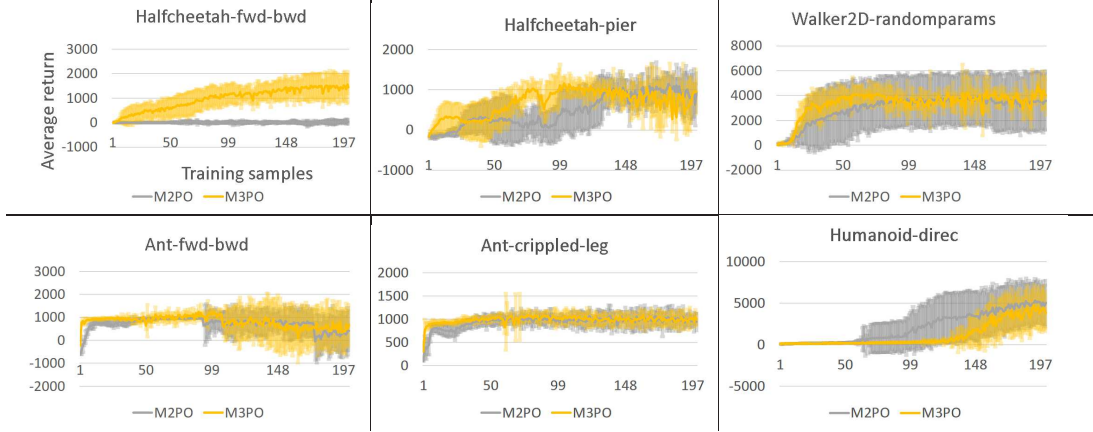 Halfcheetah-fwd-bwd
3000
2000
1000
0
-1000
1 50 99 148 197
Average return
Training samples
M2PO M3PO
Halfcheetah-pier
2000
1000
0
-1000
1 50 99 148 197
M2PO M3PO
Walker2D-randomparams
8000
6000
4000
2000
0
-2000
1 50 99 148 197
M2PO M3PO
Ant-fwd-bwd
3000
2000
1000
0
-1000
-2000
1 50 99 148 197
M2PO M3PO
Ant-crippled-leg
2000
1500
1000
500
0
1 50 99 148 197
M2PO M3PO
Humanoid-direc
10000
5000
0
-5000
1 50 99 148 197
M2PO M3PO